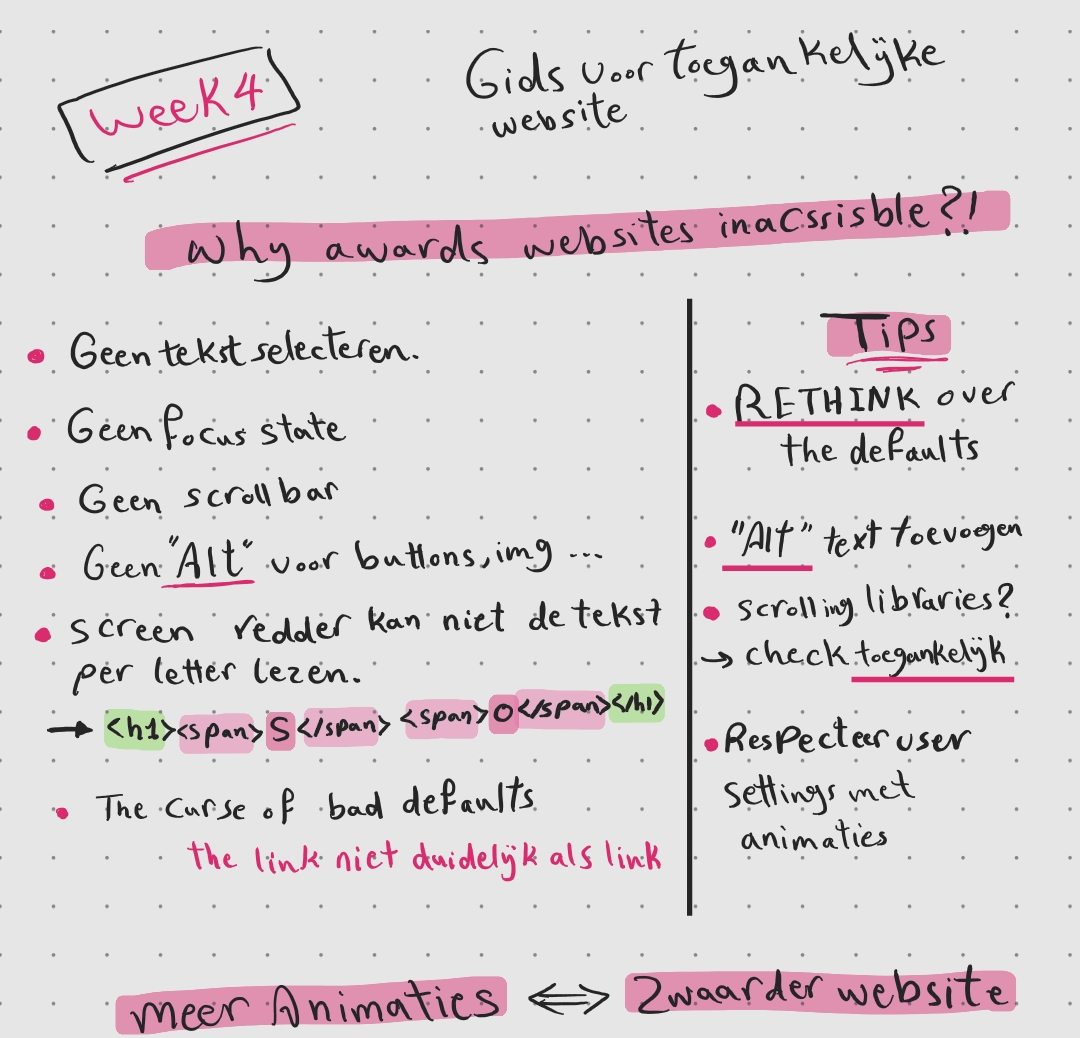 Week 4
Gids voor toegankelijke
website
Why awards websites inacsrisble?!
• Geen tekst selecteren.
• Geen focus state
• Geen scrollbar
• Geen "Alt" voor buttons, img ...
• screen redder kan niet de tekst
per letter lezen.
→ <h1><span>S</span> <span>O</span></h1>
• The curse of bad defaults
the link niet duidelijk als link
Tips
• RETHINK over
the defaults
• "Alt" text toevoegen
• scrolling libraries?
→ check toegankelijk
• Respecteer user
settings met
animaties
meer Animaties ⇔ Zwaarder website